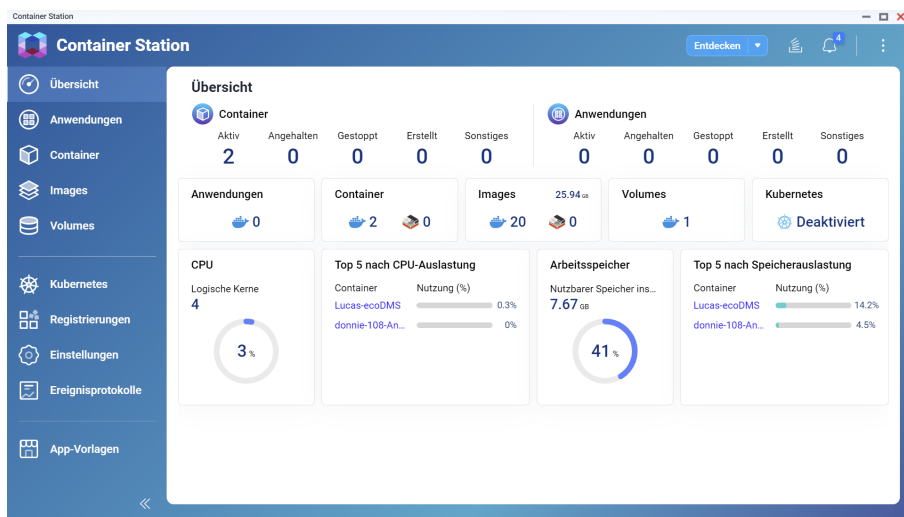 Container Station
Container Station
Entdecken
4
Übersicht
Anwendungen
Container
Images
Volumes
Kubernetes
Registrierungen
Einstellungen
Ereignisprotokolle
App-Vorlagen
Übersicht
Container
Aktiv Angehalten Gestoppt Erstellt Sonstiges
2 0 0 0 0
Anwendungen
Aktiv Angehalten Gestoppt Erstellt Sonstiges
0 0 0 0 0
Anwendungen
0
Container
2 0
Images 25.94 GB
20 0
Volumes
1
Kubernetes
Deaktiviert
CPU
Logische Kerne
4
3 %
Top 5 nach CPU-Auslastung
Container Nutzung (%)
Lucas-ecoDMS 0.3%
donnie-108-An... 0%
Arbeitsspeicher
Nutzbarer Speicher ins...
7.67 GB
41 %
Top 5 nach Speicherauslastung
Container Nutzung (%)
Lucas-ecoDMS 14.2%
donnie-108-An... 4.5%